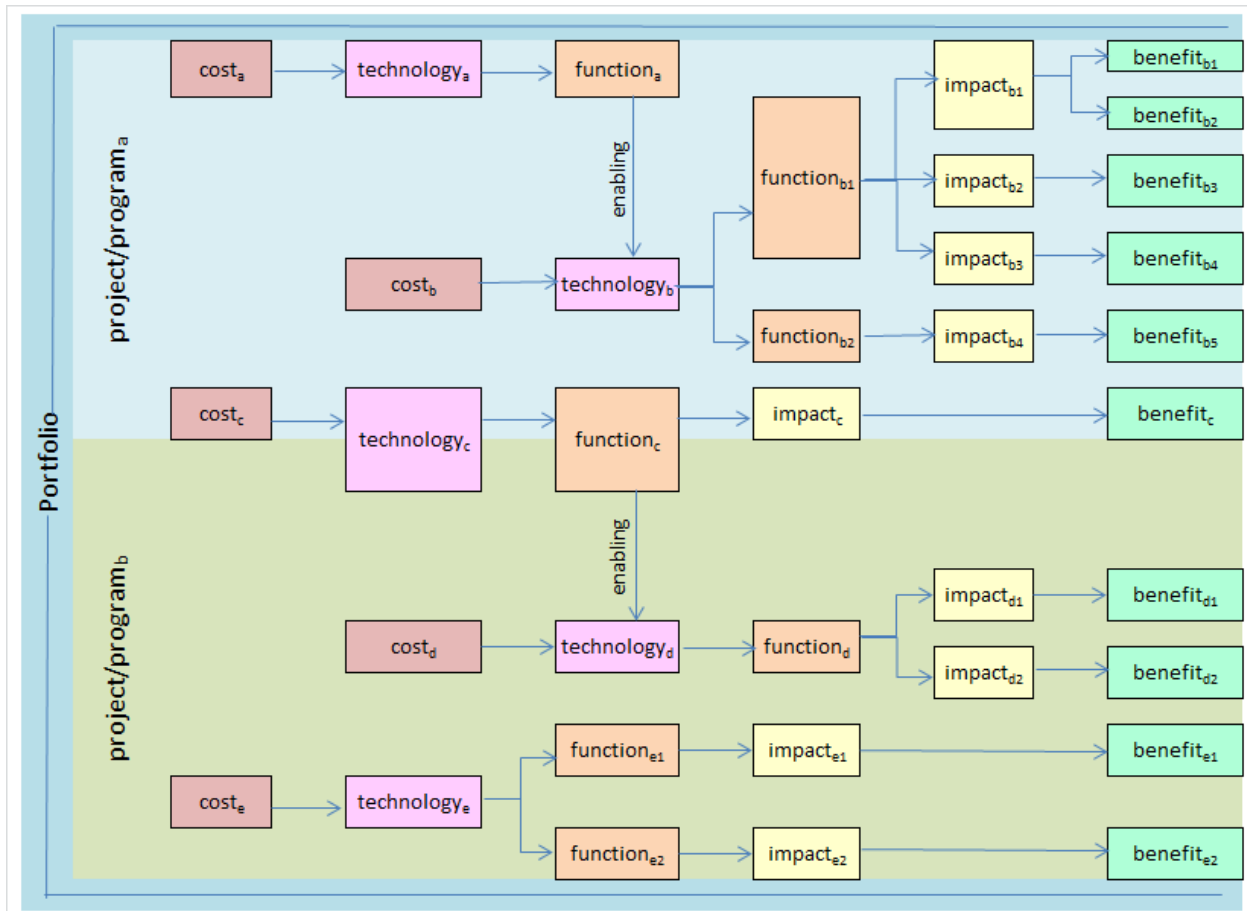 cost_a technology_a function_a impact_b1 benefit_b1
benefit_b2
enabling
function_b1 impact_b2 benefit_b3
project/program_a
impact_b3 benefit_b4
cost_b technology_b
function_b2 impact_b4 benefit_b5
cost_c technology_c function_c impact_c benefit_c
Portfolio
enabling
project/program_b
impact_d1 benefit_d1
cost_d technology_d function_d
impact_d2 benefit_d2
function_e1 impact_e1 benefit_e1
cost_e technology_e
function_e2 impact_e2 benefit_e2